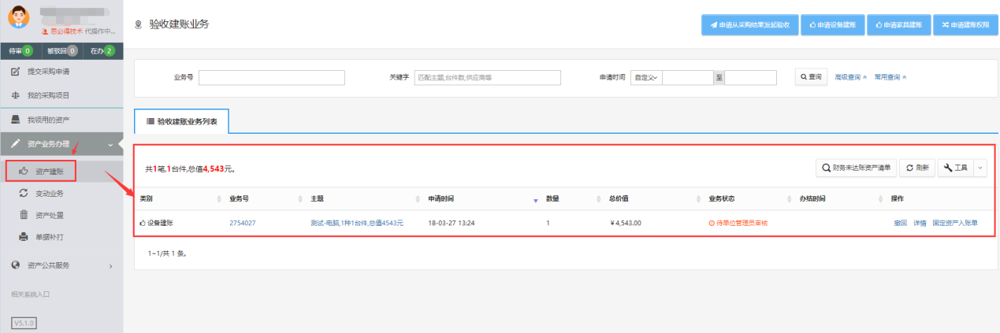 思必得技术 代操作中...
待审 0 被驳回 0 在办 2
提交采购申请
我的采购项目
我领用的资产
资产业务办理
资产建账
变动业务
资产处置
单据补打
资产公共服务
相关系统入口
V5.1.0
验收建账业务
申请从采购结果发起验收 申请设备建账 申请家具建账 申请建账权限
业务号 关键字 匹配主题,台件数,供应商等 申请时间 自定义 至 查询 高级查询 常用查询
验收建账业务列表
共1笔,1台件,总值4,543元。
财务未达账资产清单 刷新 工具
类别 业务号 主题 申请时间 数量 总价值 业务状态 办结时间 操作
设备建账 2754027 测试-电脑,1种1台件,总值4543元 18-03-27 13:24 1 ¥4,543.00 待单位管理员审核 撤回 详情 固定资产入账单
1~1/共 1 条。